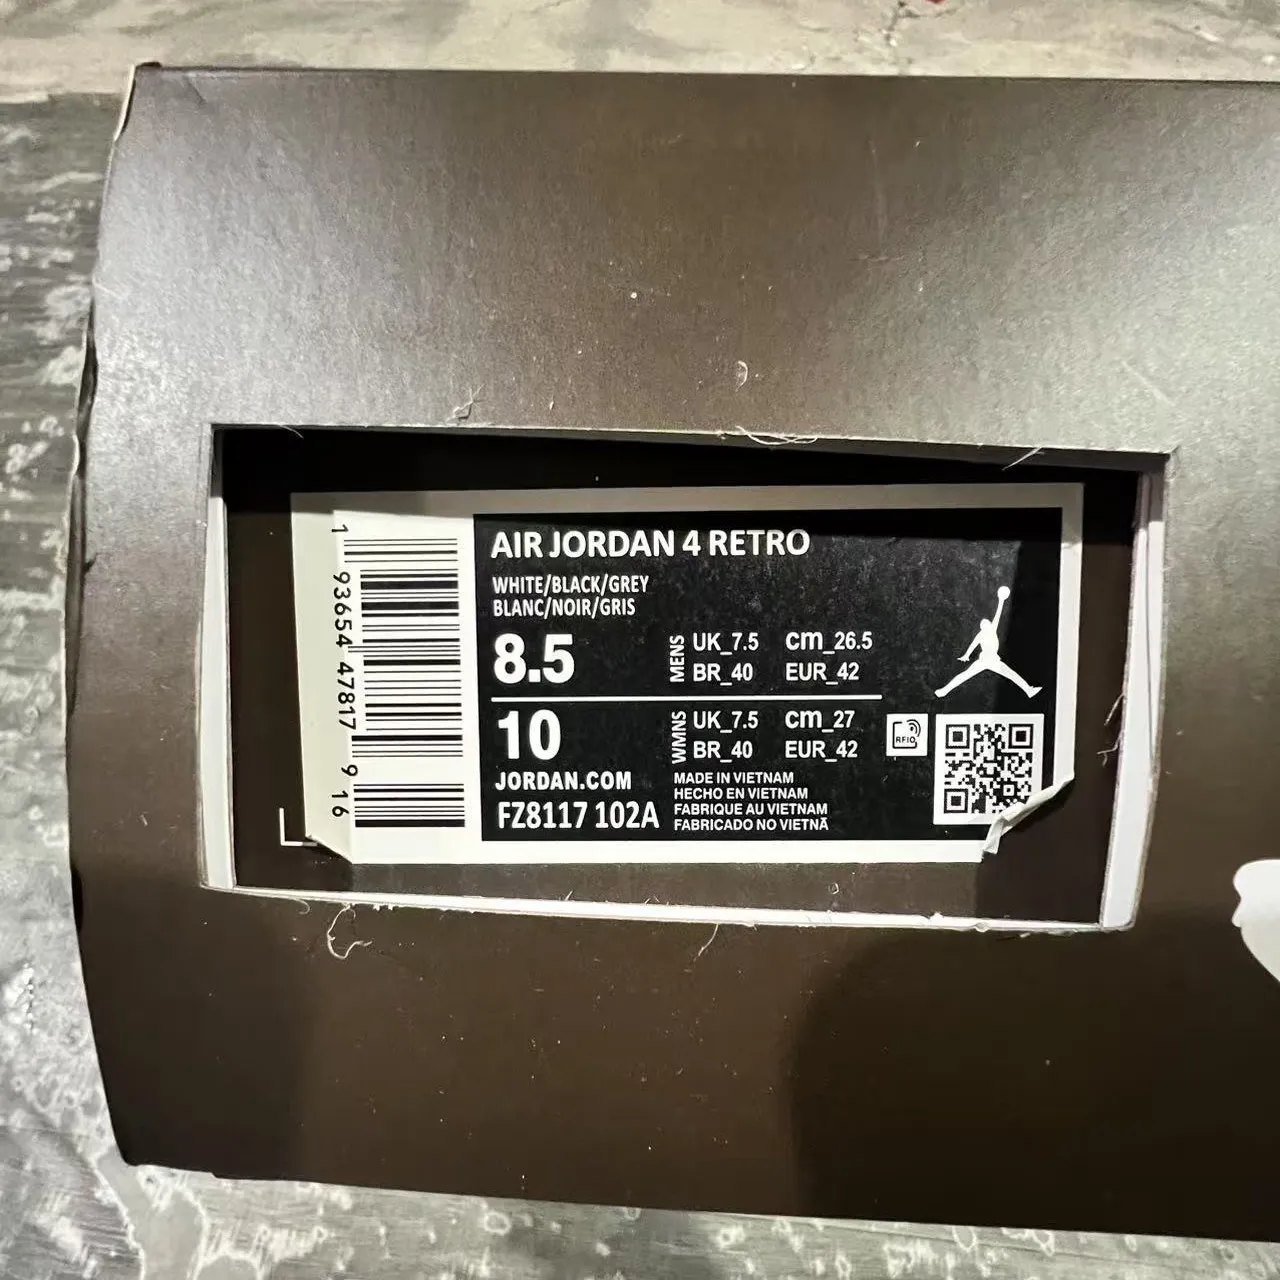 1 93654 47817 9 16
AIR JORDAN 4 RETRO
WHITE/BLACK/GREY
BLANC/NOIR/GRIS
8.5
MENS
UK_7.5 cm_26.5
BR_40 EUR_42
10
WMNS
UK_7.5 cm_27
BR_40 EUR_42
RFID
JORDAN.COM
FZ8117 102A
MADE IN VIETNAM
HECHO EN VIETNAM
FABRIQUE AU VIETNAM
FABRICADO NO VIETNÃ